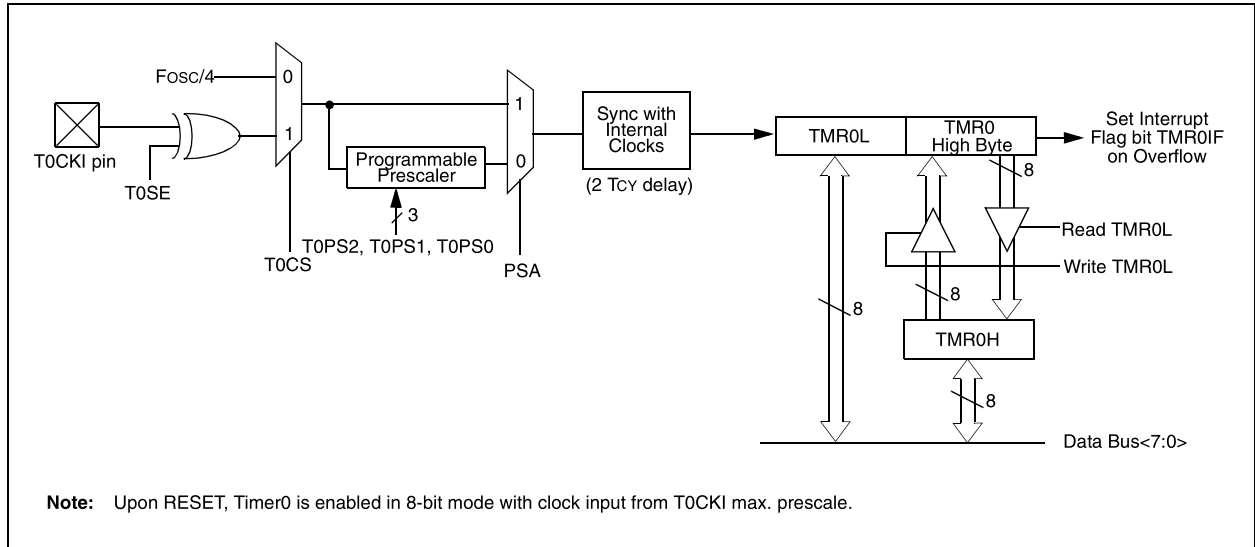 FOSC/4
0
1
T0CKI pin
T0SE
T0CS
Programmable
Prescaler
3
T0PS2, T0PS1, T0PS0
1
0
PSA
Sync with
Internal
Clocks
(2 TCY delay)
TMR0L
TMR0
High Byte
Set Interrupt
Flag bit TMR0IF
on Overflow
8
Read TMR0L
Write TMR0L
8
8
TMR0H
8
Data Bus<7:0>
Note: Upon RESET, Timer0 is enabled in 8-bit mode with clock input from T0CKI max. prescale.